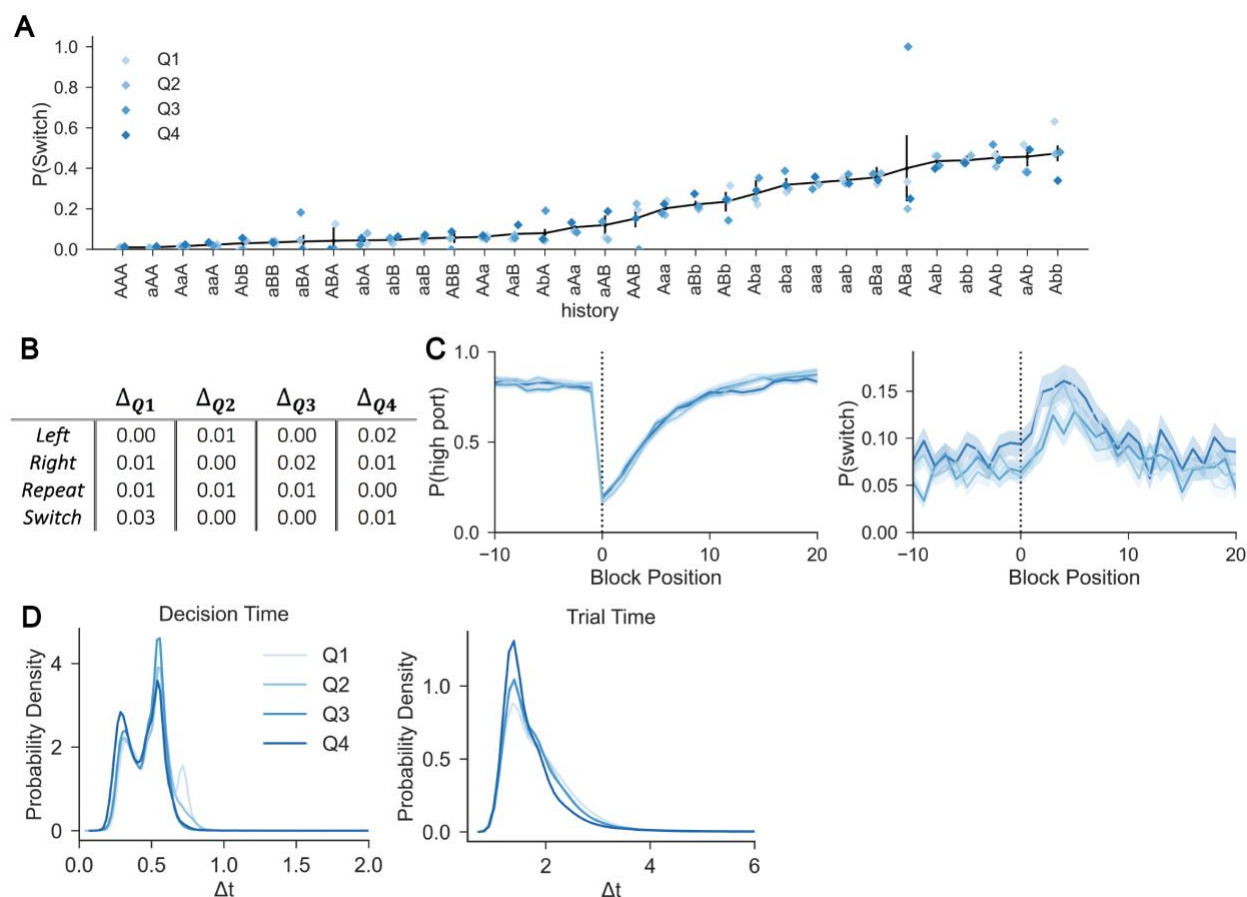 A
1.0
0.8
0.6
0.4
0.2
0.0
P(Switch)
Q1
Q2
Q3
Q4
AAA
aAA
AaA
aaA
AbB
aBB
aBA
ABA
abA
abb
aaB
ABB
AAa
AaB
AbA
aAa
aAB
AAB
Aaa
aBb
ABb
Aba
aba
aaa
aab
aBa
ABa
Aab
abb
AAb
aAb
Abb
history
B
Δ_Q1 Δ_Q2 Δ_Q3 Δ_Q4
Left 0.00 0.01 0.00 0.02
Right 0.01 0.00 0.02 0.01
Repeat 0.01 0.01 0.01 0.00
Switch 0.03 0.00 0.00 0.01
C
1.0
0.5
0.0
P(high port)
−10 0 10 20
Block Position
0.15
0.10
0.05
0.00
P(switch)
−10 0 10 20
Block Position
D
Decision Time
4
2
0
Probability Density
Q1
Q2
Q3
Q4
0.0 0.5 1.0 1.5 2.0
Δt
Trial Time
1.0
0.5
0.0
Probability Density
2 4 6
Δt